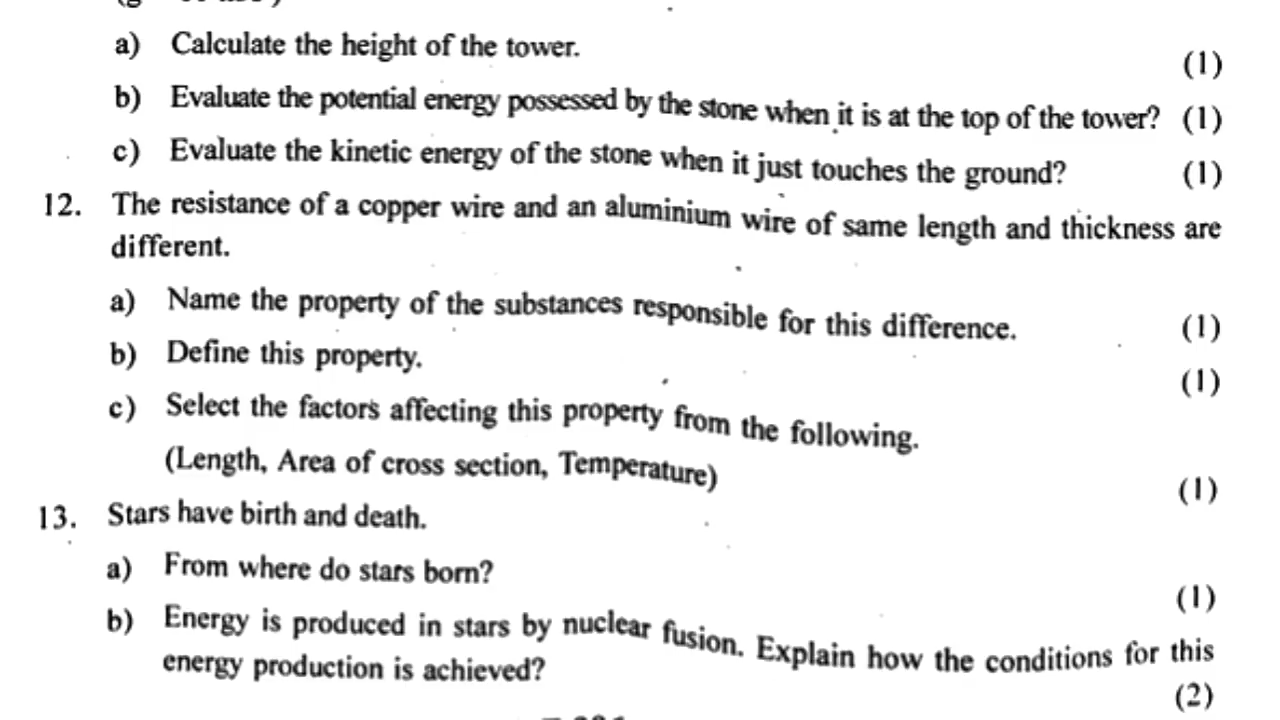 a) Calculate the height of the tower. (1)
b) Evaluate the potential energy possessed by the stone when it is at the top of the tower? (1)
c) Evaluate the kinetic energy of the stone when it just touches the ground? (1)
12. The resistance of a copper wire and an aluminium wire of same length and thickness are
different.
a) Name the property of the substances responsible for this difference. (1)
b) Define this property. (1)
c) Select the factors affecting this property from the following.
(Length, Area of cross section, Temperature) (1)
13. Stars have birth and death.
a) From where do stars born? (1)
b) Energy is produced in stars by nuclear fusion. Explain how the conditions for this
energy production is achieved? (2)